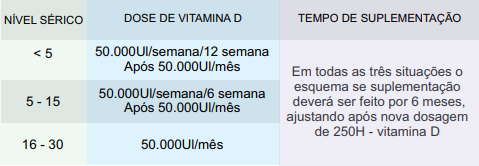 NÍVEL SÉRICO
DOSE DE VITAMINA D
TEMPO DE SUPLEMENTAÇÃO
< 5
50.000UI/semana/12 semana
Após 50.000UI/mês
5 - 15
50.000UI/semana/6 semana
Após 50.000UI/mês
16 - 30
50.000UI/mês
Em todas as três situações o
esquema se suplementação
deverá ser feito por 6 meses,
ajustando após nova dosagem
de 250H - vitamina D